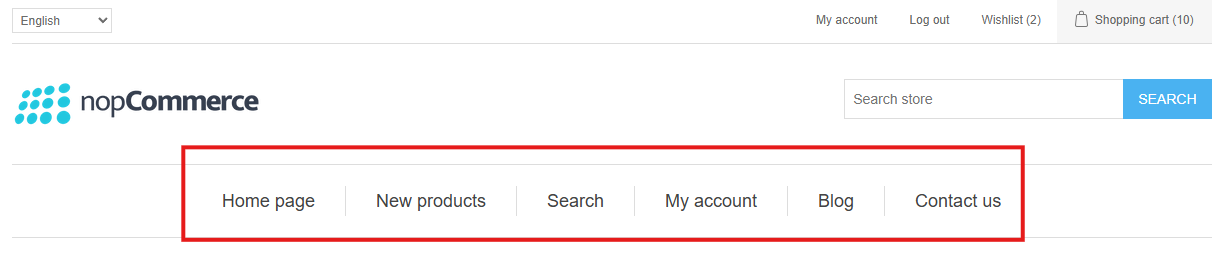 English My account Log out Wishlist (2) Shopping cart (10)
nopCommerce Search store SEARCH
Home page New products Search My account Blog Contact us